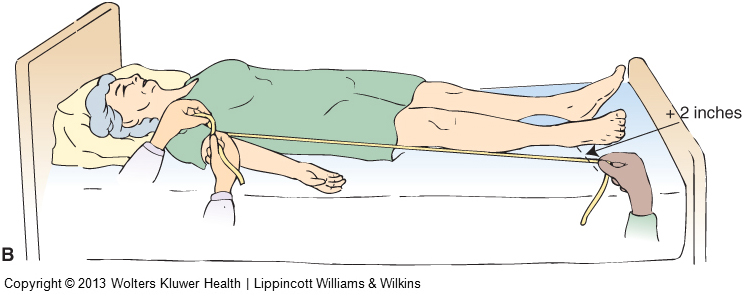 + 2 inches
B
Copyright © 2013 Wolters Kluwer Health | Lippincott Williams & Wilkins